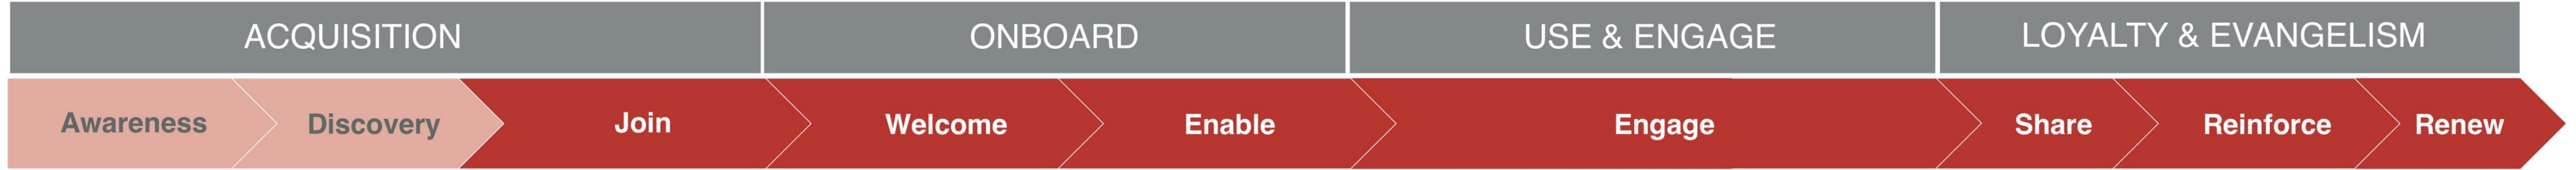 ACQUISITION ONBOARD USE & ENGAGE LOYALTY & EVANGELISM
Awareness Discovery Join Welcome Enable Engage Share Reinforce Renew